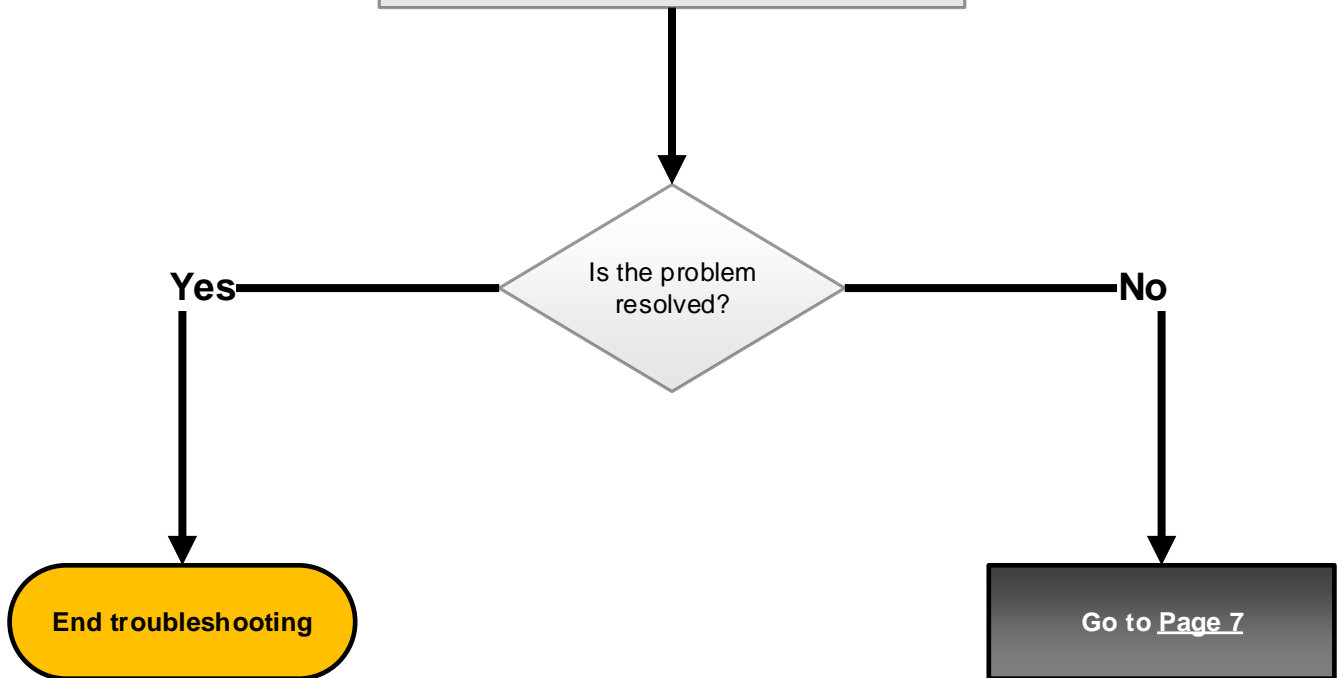 Is the problem
resolved?
Yes
No
End troubleshooting
Go to Page 7